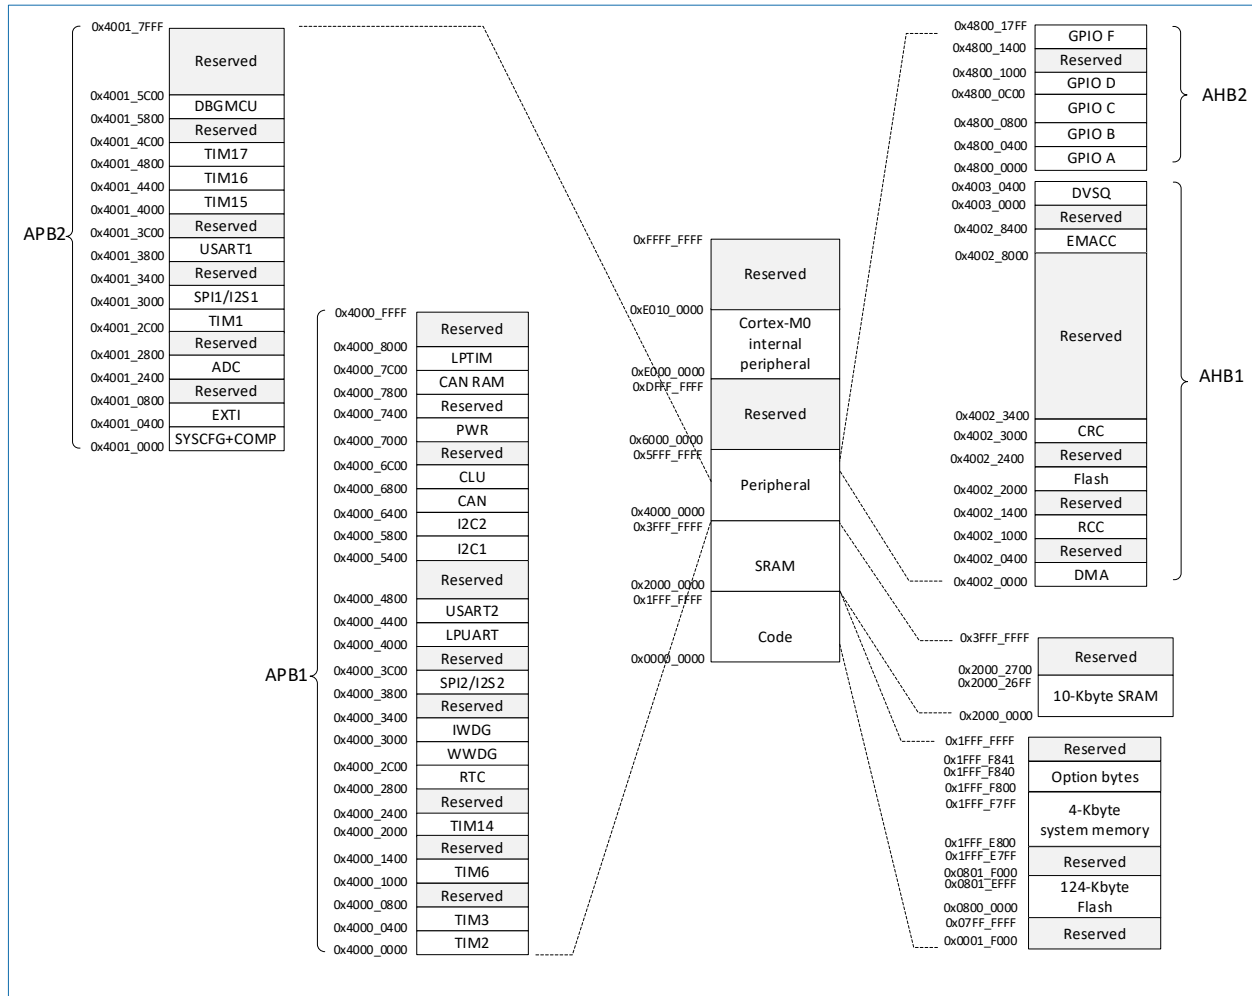 0x4001_7FFF
Reserved
0x4001_5C00
DBGMCU
0x4001_5800
Reserved
0x4001_4C00
TIM17
0x4001_4800
TIM16
0x4001_4400
TIM15
0x4001_4000
Reserved
0x4001_3C00
USART1
0x4001_3800
Reserved
0x4001_3400
SPI1/I2S1
0x4001_3000
TIM1
0x4001_2C00
Reserved
0x4001_2800
ADC
0x4001_2400
Reserved
0x4001_0800
EXTI
0x4001_0400
SYSCFG+COMP
0x4001_0000
APB2
0x4000_FFFF
Reserved
0x4000_8000
LPTIM
0x4000_7C00
CAN RAM
0x4000_7800
Reserved
0x4000_7400
PWR
0x4000_7000
Reserved
0x4000_6C00
CLU
0x4000_6800
CAN
0x4000_6400
I2C2
0x4000_5800
I2C1
0x4000_5400
Reserved
0x4000_4800
USART2
0x4000_4400
LPUART
0x4000_4000
Reserved
0x4000_3C00
SPI2/I2S2
0x4000_3800
Reserved
0x4000_3400
IWDG
0x4000_3000
WWDG
0x4000_2C00
RTC
0x4000_2800
Reserved
0x4000_2400
TIM14
0x4000_2000
Reserved
0x4000_1400
TIM6
0x4000_1000
Reserved
0x4000_0800
TIM3
0x4000_0400
TIM2
0x4000_0000
APB1
0xFFFF_FFFF
Reserved
0xE010_0000
Cortex-M0
internal
peripheral
0xE000_0000
0xDFFF_FFFF
Reserved
0x6000_0000
0x5FFF_FFFF
Peripheral
0x4000_0000
0x3FFF_FFFF
SRAM
0x2000_0000
0x1FFF_FFFF
Code
0x0000_0000
0x4800_17FF
GPIO F
0x4800_1400
Reserved
0x4800_1000
GPIO D
0x4800_0C00
GPIO C
0x4800_0800
GPIO B
0x4800_0400
GPIO A
0x4800_0000
AHB2
0x4003_0400
DVSQ
0x4003_0000
Reserved
0x4002_8400
EMACC
0x4002_8000
Reserved
0x4002_3400
CRC
0x4002_3000
Reserved
0x4002_2400
Flash
0x4002_2000
Reserved
0x4002_1400
RCC
0x4002_1000
Reserved
0x4002_0400
DMA
0x4002_0000
AHB1
0x3FFF_FFFF
Reserved
0x2000_2700
0x2000_26FF
10-Kbyte SRAM
0x2000_0000
0x1FFF_FFFF
Reserved
0x1FFF_F841
0x1FFF_F840
Option bytes
0x1FFF_F800
0x1FFF_F7FF
4-Kbyte
system memory
0x1FFF_E800
0x1FFF_E7FF
Reserved
0x0801_F000
0x0801_EFFF
124-Kbyte
Flash
0x0800_0000
0x07FF_FFFF
Reserved
0x0001_F000